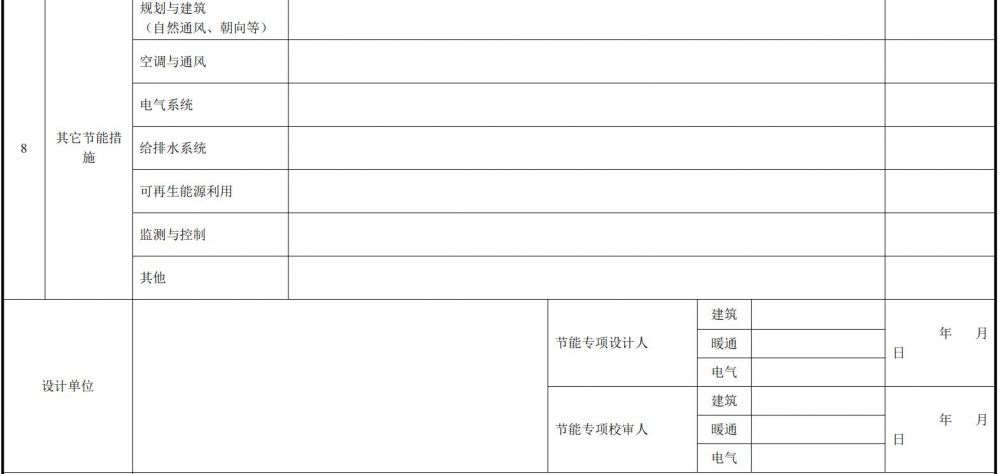 规划与建筑
（自然通风、朝向等）
空调与通风
电气系统
8
其它节能措
施
给排水系统
可再生能源利用
监测与控制
其他
设计单位
节能专项设计人
建筑
暖通
电气
年 月
日
节能专项校审人
建筑
暖通
电气
年 月
日